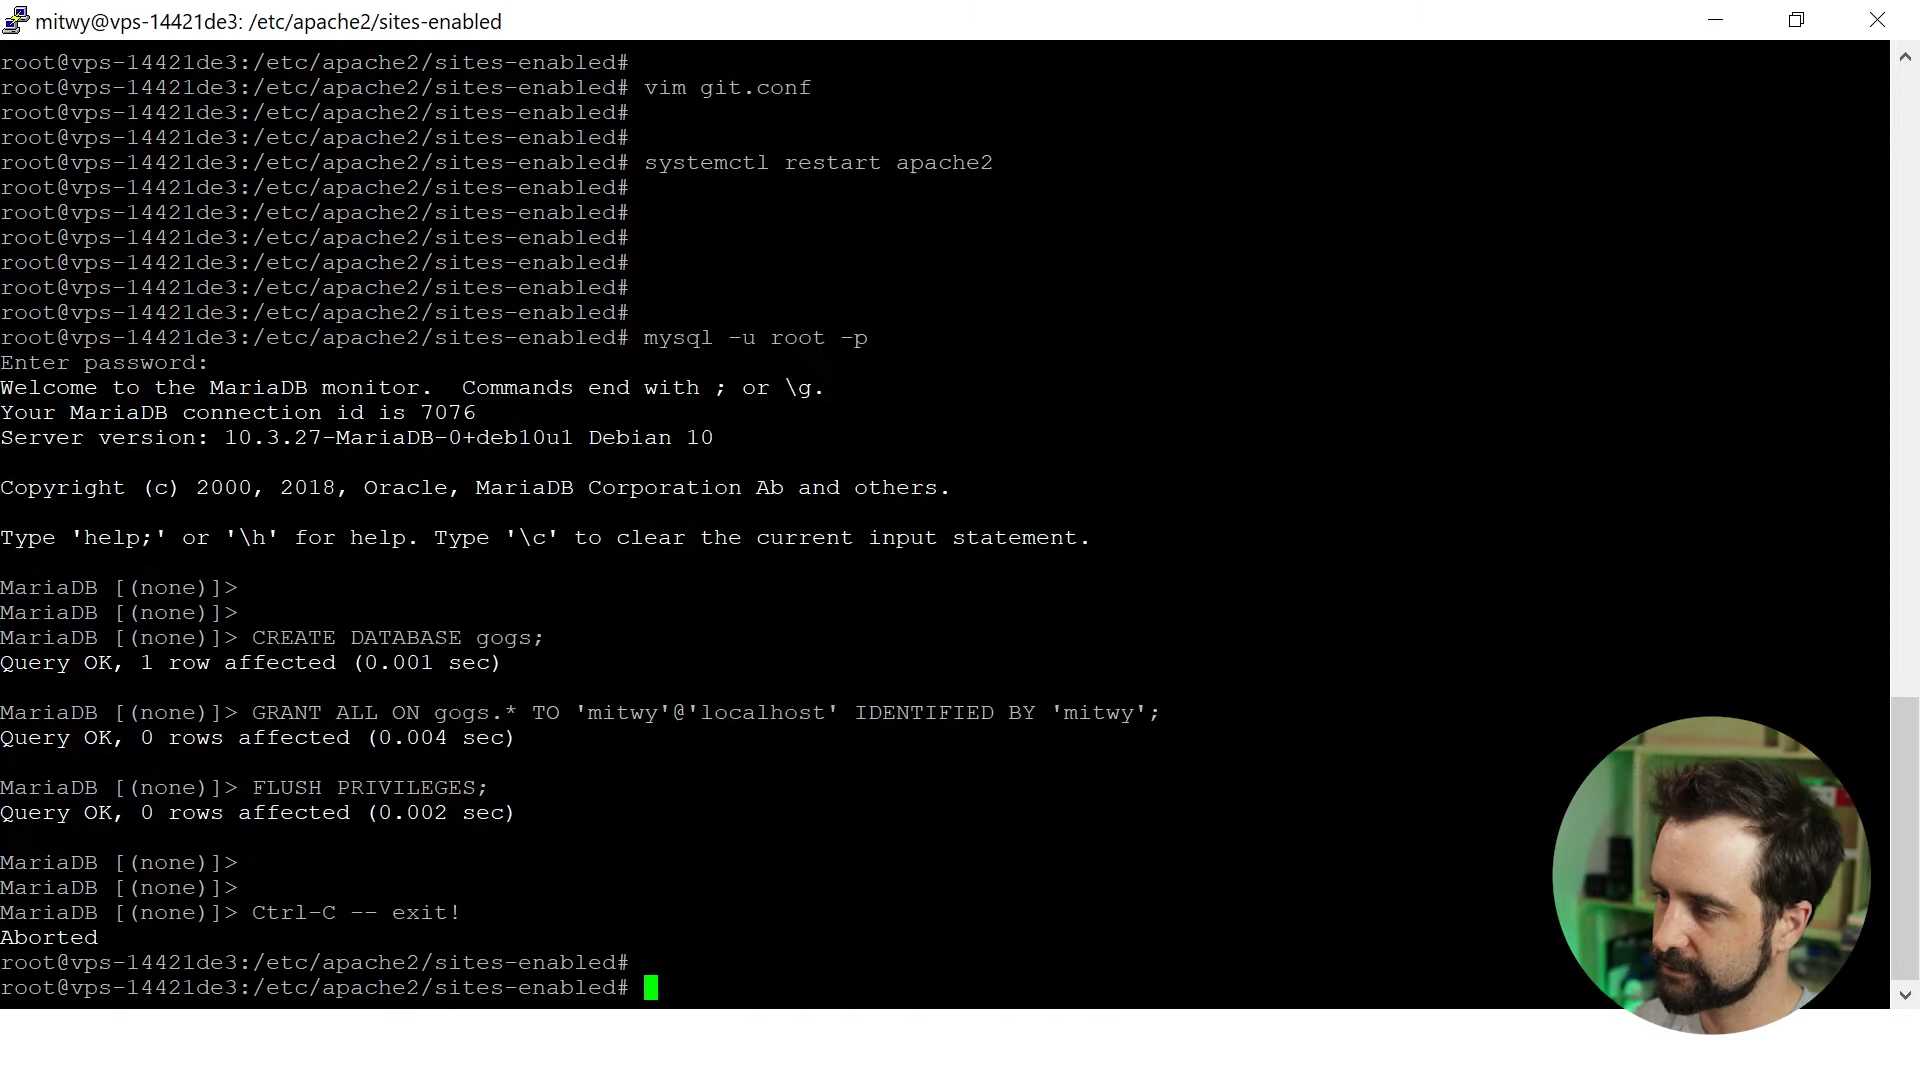 mitwy@vps-14421de3: /etc/apache2/sites-enabled
root@vps-14421de3:/etc/apache2/sites-enabled#
root@vps-14421de3:/etc/apache2/sites-enabled# vim git.conf
root@vps-14421de3:/etc/apache2/sites-enabled#
root@vps-14421de3:/etc/apache2/sites-enabled#
root@vps-14421de3:/etc/apache2/sites-enabled# systemctl restart apache2
root@vps-14421de3:/etc/apache2/sites-enabled#
root@vps-14421de3:/etc/apache2/sites-enabled#
root@vps-14421de3:/etc/apache2/sites-enabled#
root@vps-14421de3:/etc/apache2/sites-enabled#
root@vps-14421de3:/etc/apache2/sites-enabled#
root@vps-14421de3:/etc/apache2/sites-enabled#
root@vps-14421de3:/etc/apache2/sites-enabled# mysql -u root -p
Enter password:
Welcome to the MariaDB monitor.  Commands end with ; or \g.
Your MariaDB connection id is 7076
Server version: 10.3.27-MariaDB-0+deb10u1 Debian 10
Copyright (c) 2000, 2018, Oracle, MariaDB Corporation Ab and others.
Type 'help;' or '\h' for help. Type '\c' to clear the current input statement.
MariaDB [(none)]>
MariaDB [(none)]>
MariaDB [(none)]> CREATE DATABASE gogs;
Query OK, 1 row affected (0.001 sec)
MariaDB [(none)]> GRANT ALL ON gogs.* TO 'mitwy'@'localhost' IDENTIFIED BY 'mitwy';
Query OK, 0 rows affected (0.004 sec)
MariaDB [(none)]> FLUSH PRIVILEGES;
Query OK, 0 rows affected (0.002 sec)
MariaDB [(none)]>
MariaDB [(none)]>
MariaDB [(none)]> Ctrl-C -- exit!
Aborted
root@vps-14421de3:/etc/apache2/sites-enabled#
root@vps-14421de3:/etc/apache2/sites-enabled#